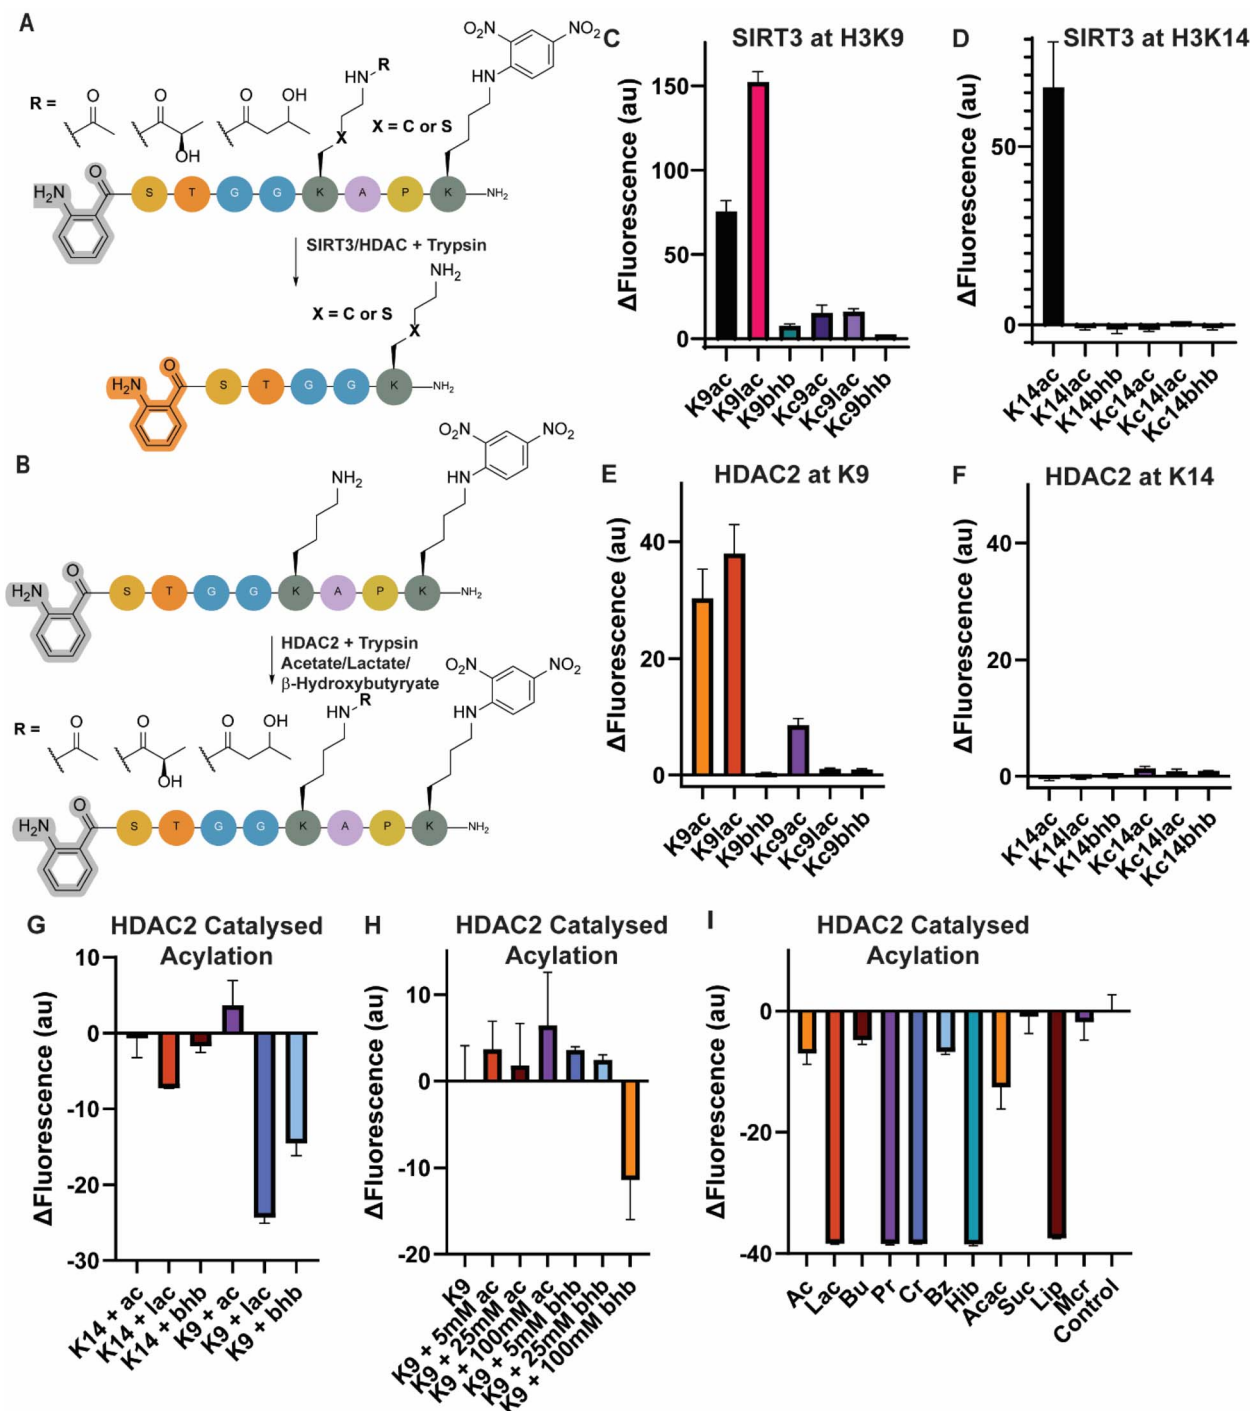 A
R =
O
O
OH
O
OH
HN
R
X
X = C or S
NO2
NO2
HN
H2N
O
S T G G K A P K NH2
SIRT3/HDAC + Trypsin
X = C or S
NH2
X
H2N
O
S T G G K NH2
B
NH2
NO2
NO2
HN
H2N
O
S T G G K A P K NH2
HDAC2 + Trypsin
Acetate/Lactate/
β-Hydroxybutyryate
R =
O
O
OH
O
OH
HN
R
NO2
NO2
HN
H2N
O
S T G G K A P K NH2
C
SIRT3 at H3K9
ΔFluorescence (au)
150
100
50
0
K9ac
K9lac
K9bhb
Kc9ac
Kc9lac
Kc9bhb
D
SIRT3 at H3K14
ΔFluorescence (au)
50
0
K14ac
K14lac
K14bhb
Kc14ac
Kc14lac
Kc14bhb
E
HDAC2 at K9
ΔFluorescence (au)
40
20
0
K9ac
K9lac
K9bhb
Kc9ac
Kc9lac
Kc9bhb
F
HDAC2 at K14
ΔFluorescence (au)
40
20
0
K14ac
K14lac
K14bhb
Kc14ac
Kc14lac
Kc14bhb
G
HDAC2 Catalysed
Acylation
ΔFluorescence (au)
10
0
-10
-20
-30
K14 + ac
K14 + lac
K14 + bhb
K9 + ac
K9 + lac
K9 + bhb
H
HDAC2 Catalysed
Acylation
ΔFluorescence (au)
10
0
-10
-20
K9
K9 + 5mM ac
K9 + 25mM ac
K9 + 100mM ac
K9 + 5mM bhb
K9 + 25mM bhb
K9 + 100mM bhb
I
HDAC2 Catalysed
Acylation
ΔFluorescence (au)
0
-20
-40
Ac
Lac
Bu
Pr
Cr
Bz
Hib
Acac
Suc
Lip
Mcr
Control